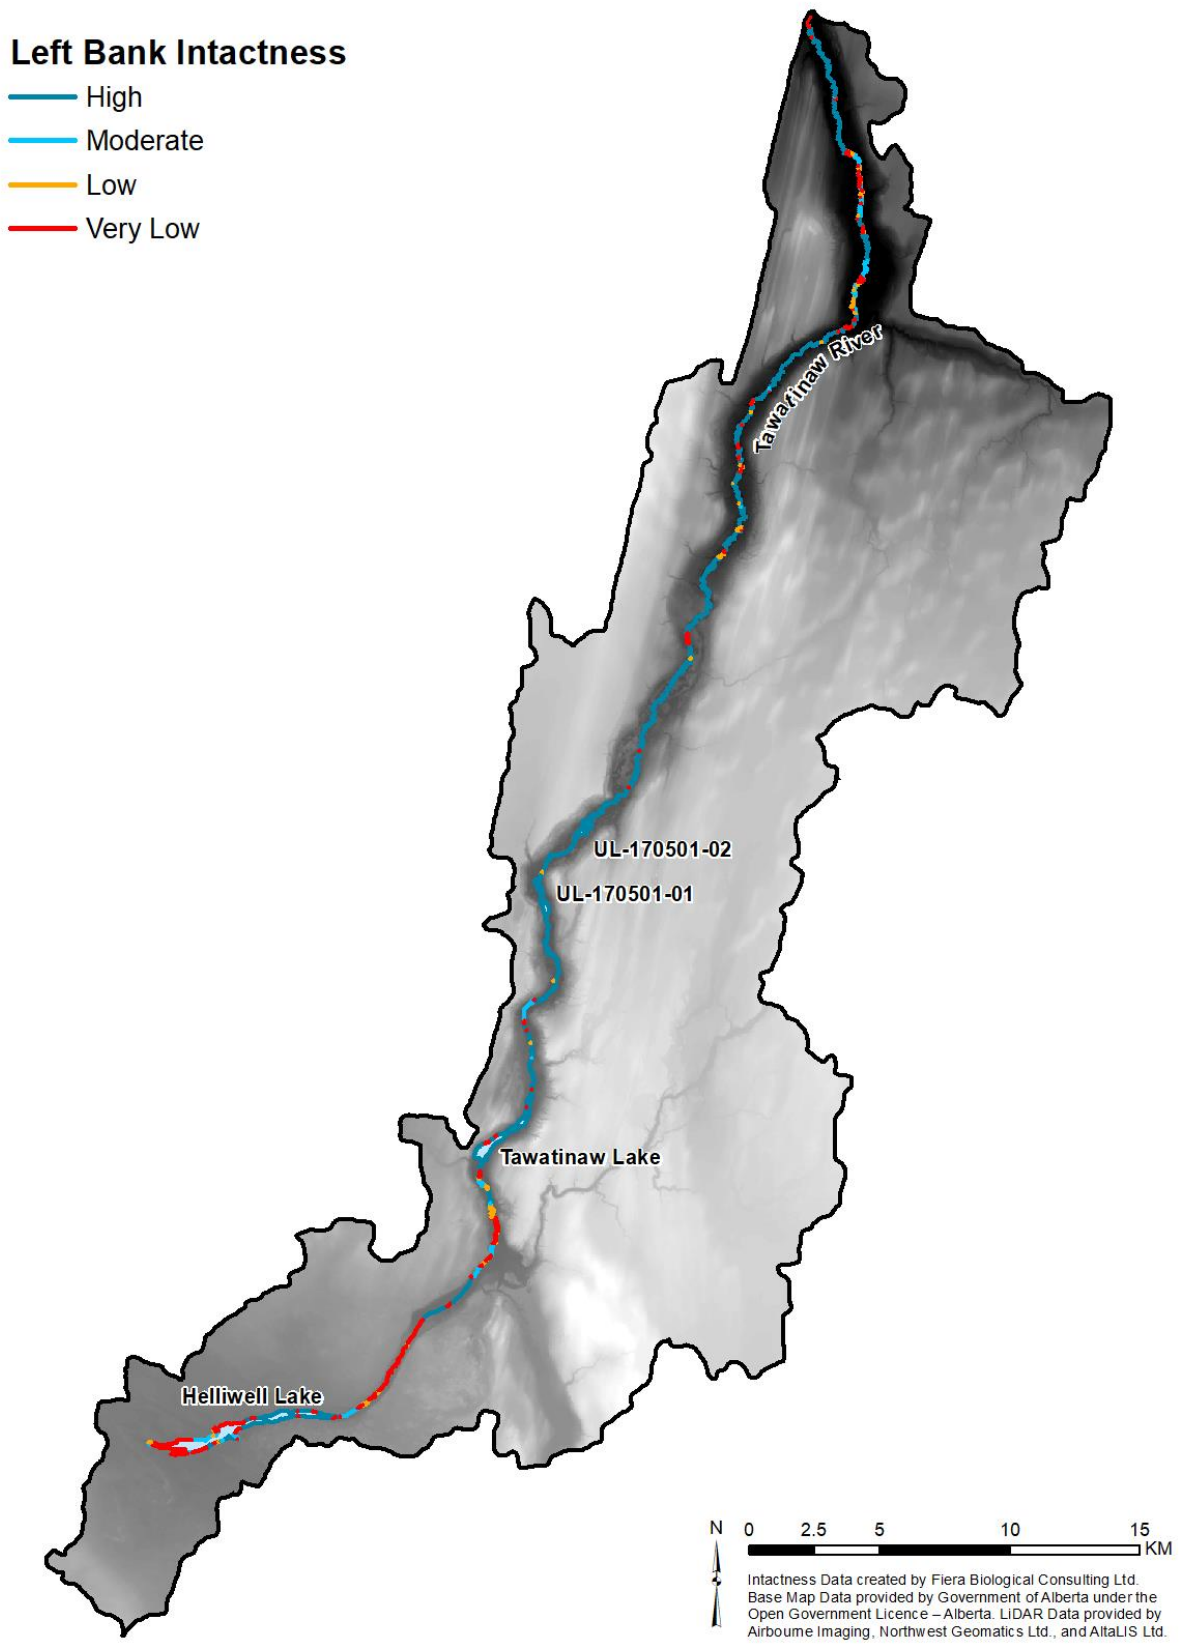 Left Bank Intactness
High
Moderate
Low
Very Low
Tawatinaw River
UL-170501-02
UL-170501-01
Tawatinaw Lake
Helliwell Lake
N
0 2.5 5 10 15
KM
Intactness Data created by Fiera Biological Consulting Ltd.
Base Map Data provided by Government of Alberta under the
Open Government Licence – Alberta. LiDAR Data provided by
Airbourne Imaging, Northwest Geomatics Ltd., and AltaLIS Ltd.